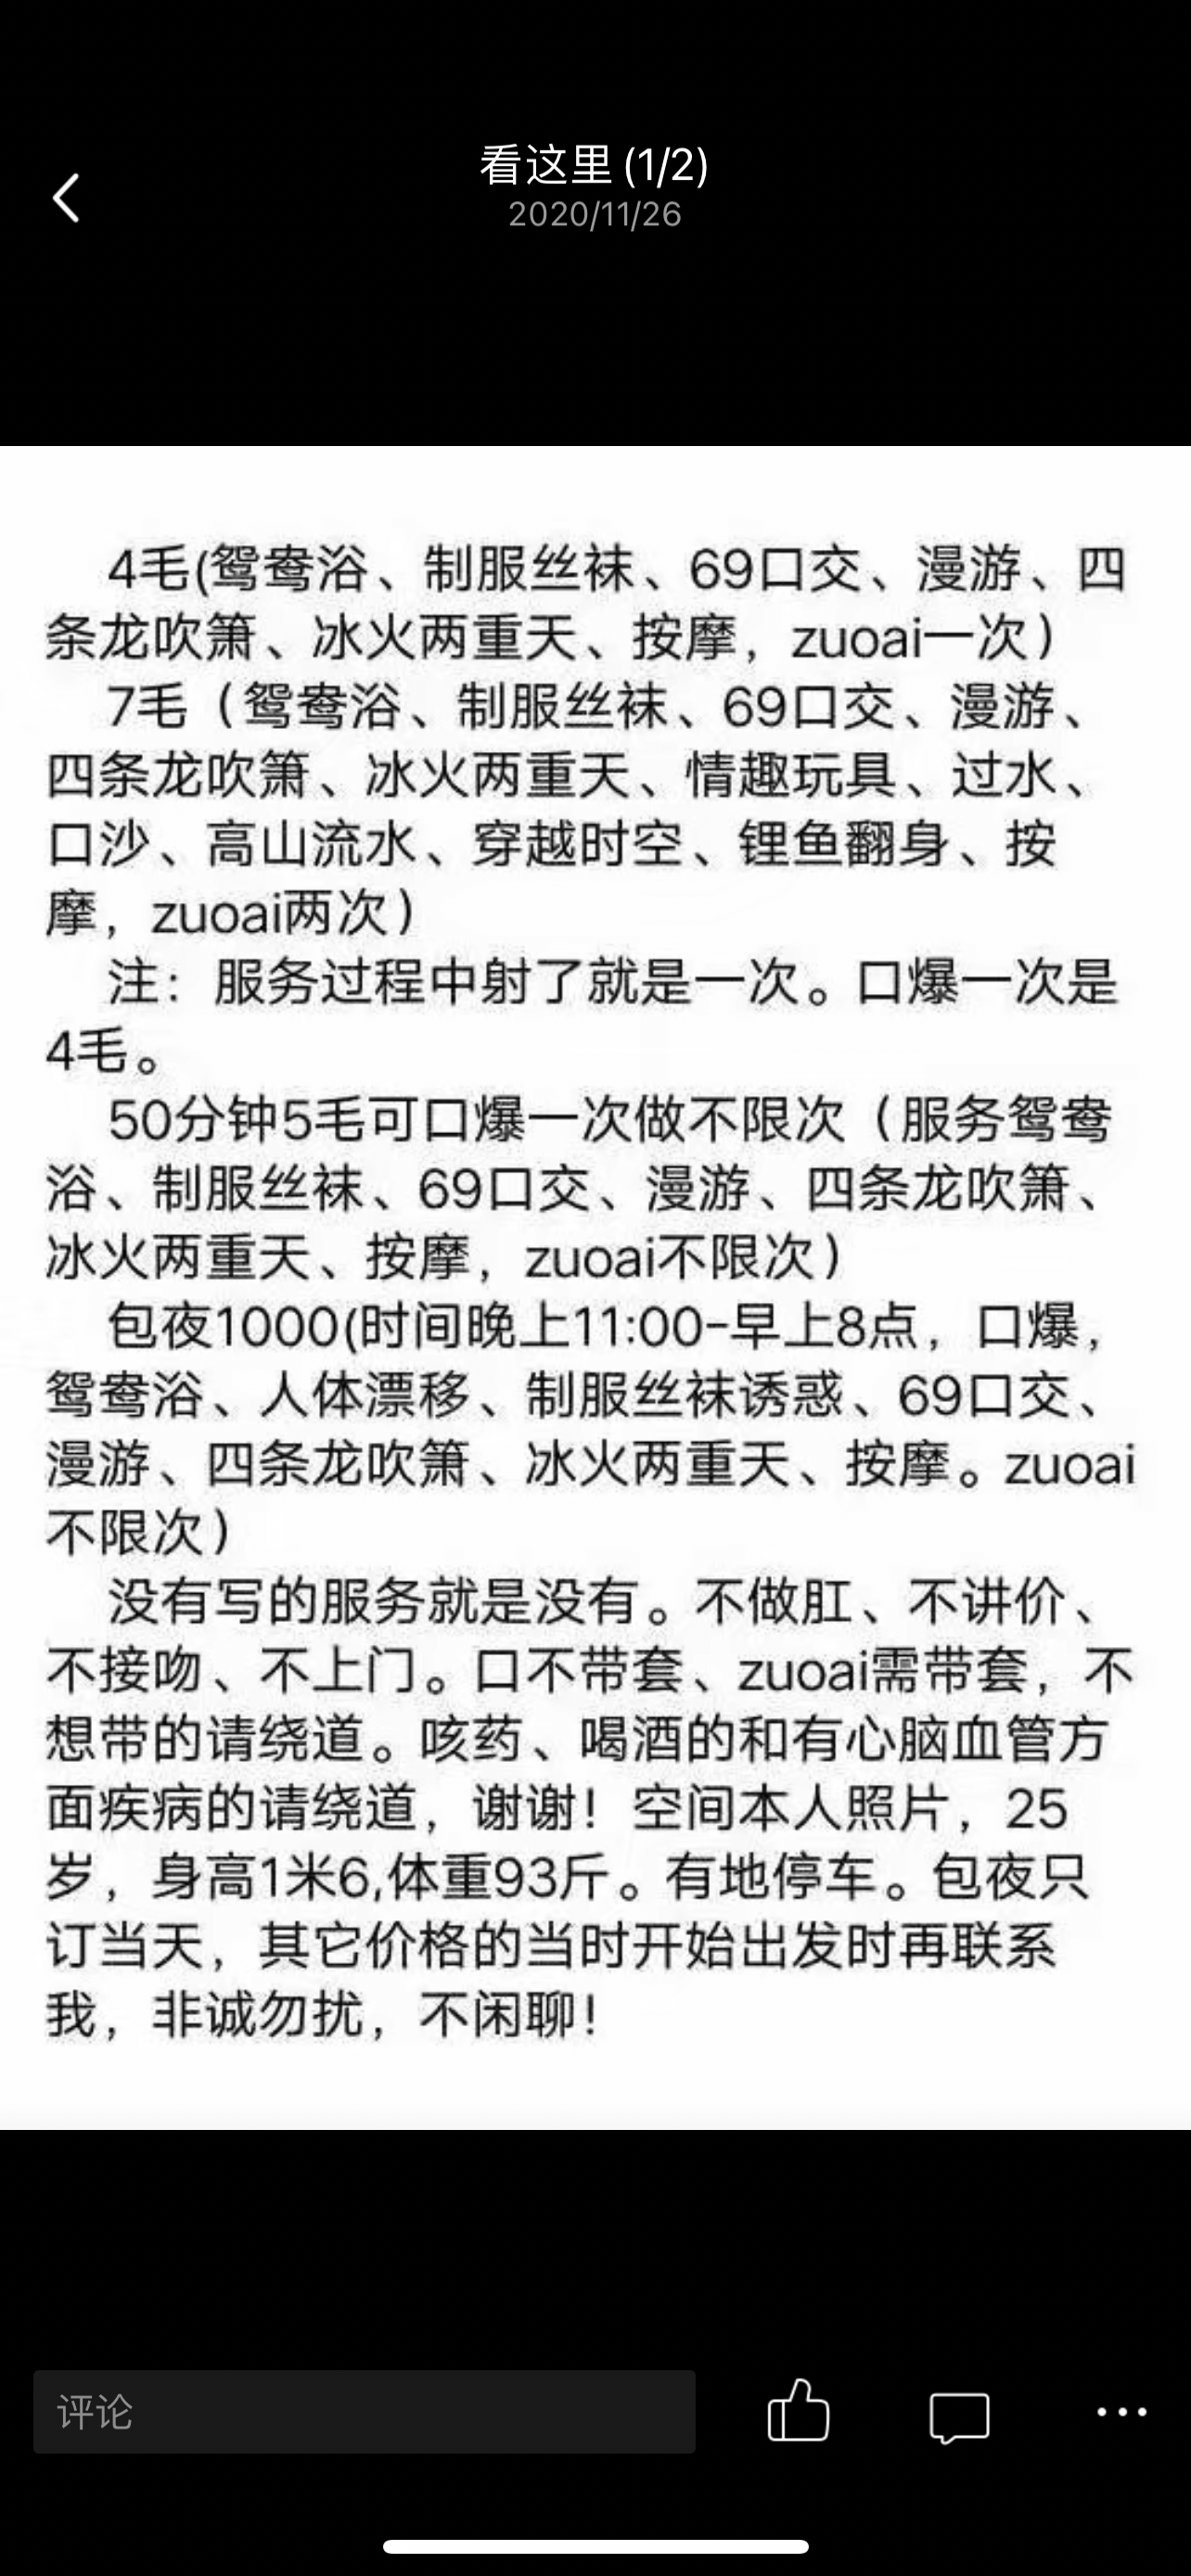 看这里 (1/2)
2020/11/26
4毛(鸳鸯浴、制服丝袜、69口交、漫游、四
条龙吹箫、冰火两重天、按摩，zuoai一次）
7毛（鸳鸯浴、制服丝袜、69口交、漫游、
四条龙吹箫、冰火两重天、情趣玩具、过水、
口沙、高山流水、穿越时空、锂鱼翻身、按
摩，zuoai两次）
注：服务过程中射了就是一次。口爆一次是
4毛。
50分钟5毛可口爆一次做不限次（服务鸳鸯
浴、制服丝袜、69口交、漫游、四条龙吹箫、
冰火两重天、按摩，zuoai不限次）
包夜1000(时间晚上11:00-早上8点，口爆，
鸳鸯浴、人体漂移、制服丝袜诱惑、69口交、
漫游、四条龙吹箫、冰火两重天、按摩。zuoai
不限次）
没有写的服务就是没有。不做肛、不讲价、
不接吻、不上门。口不带套、zuoai需带套，不
想带的请绕道。咳药、喝酒的和有心脑血管方
面疾病的请绕道，谢谢！空间本人照片，25
岁，身高1米6,体重93斤。有地停车。包夜只
订当天，其它价格的当时开始出发时再联系
我，非诚勿扰，不闲聊！
评论